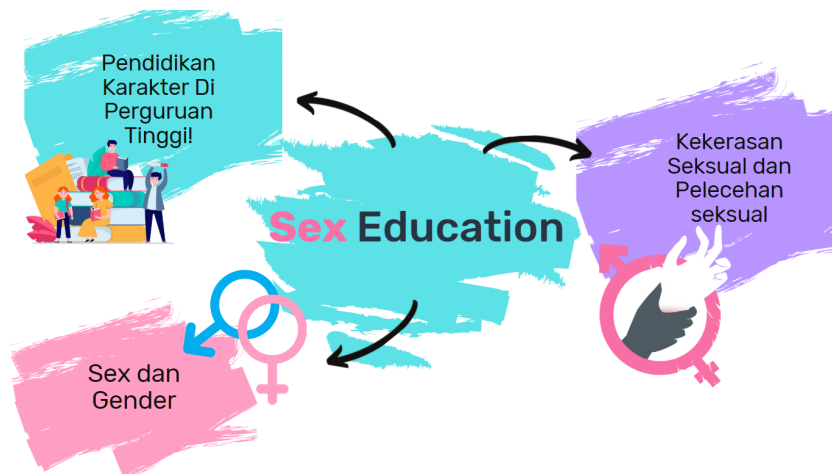 Pendidikan
Karakter Di
Perguruan
Tinggi!
Kekerasan
Seksual dan
Pelecehan
seksual
Sex Education
Sex dan
Gender